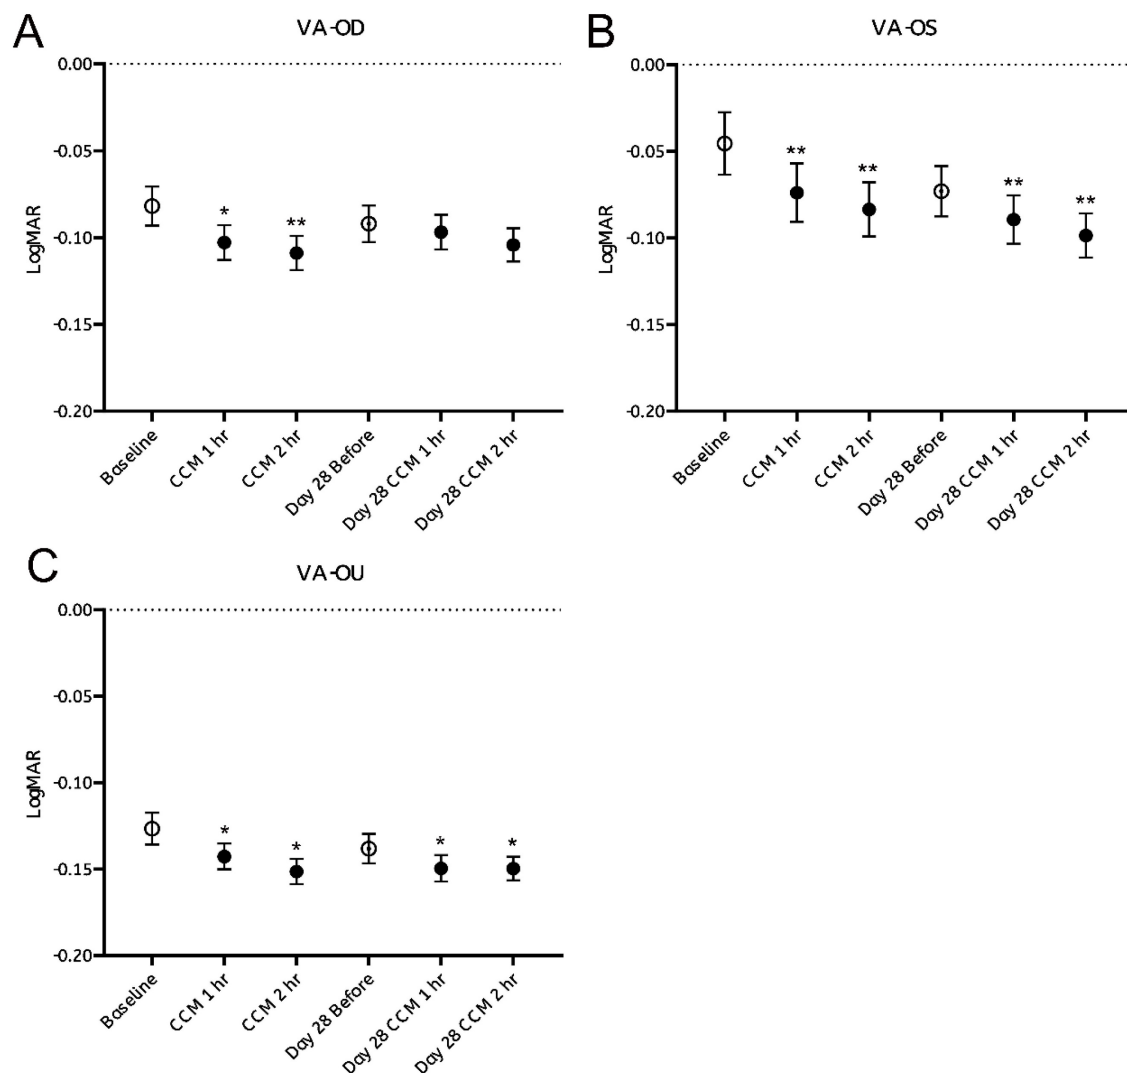 A
VA-OD
0.00
-0.05
-0.10
-0.15
-0.20
LogMAR
*
**
Baseline
CCM 1 hr
CCM 2 hr
Day 28 Before
Day 28 CCM 1 hr
Day 28 CCM 2 hr
B
VA-OS
0.00
-0.05
-0.10
-0.15
-0.20
LogMAR
**
**
**
**
Baseline
CCM 1 hr
CCM 2 hr
Day 28 Before
Day 28 CCM 1 hr
Day 28 CCM 2 hr
C
VA-OU
0.00
-0.05
-0.10
-0.15
-0.20
LogMAR
*
*
*
*
Baseline
CCM 1 hr
CCM 2 hr
Day 28 Before
Day 28 CCM 1 hr
Day 28 CCM 2 hr